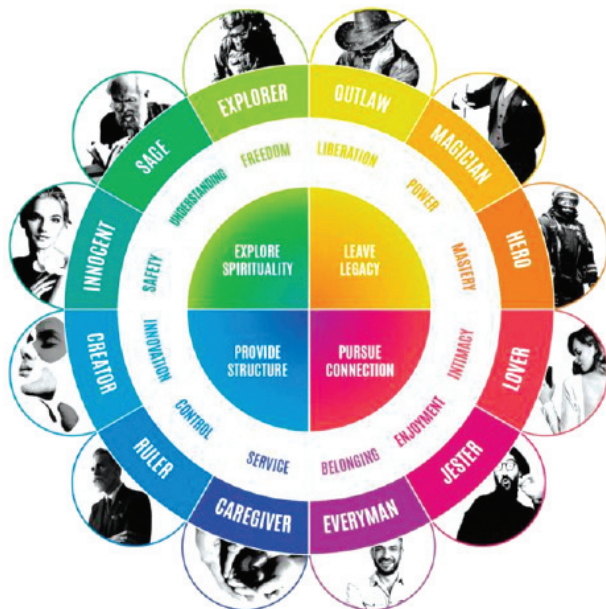 EXPLORER
OUTLAW
MAGICIAN
HERO
LOVER
JESTER
EVERYMAN
CAREGIVER
RULER
CREATOR
INNOCENT
SAGE
FREEDOM
LIBERATION
POWER
MASTERY
INTIMACY
ENJOYMENT
BELONGING
SERVICE
CONTROL
INNOVATION
SAFETY
UNDERSTANDING
EXPLORE
SPIRITUALITY
LEAVE
LEGACY
PROVIDE
STRUCTURE
PURSUE
CONNECTION